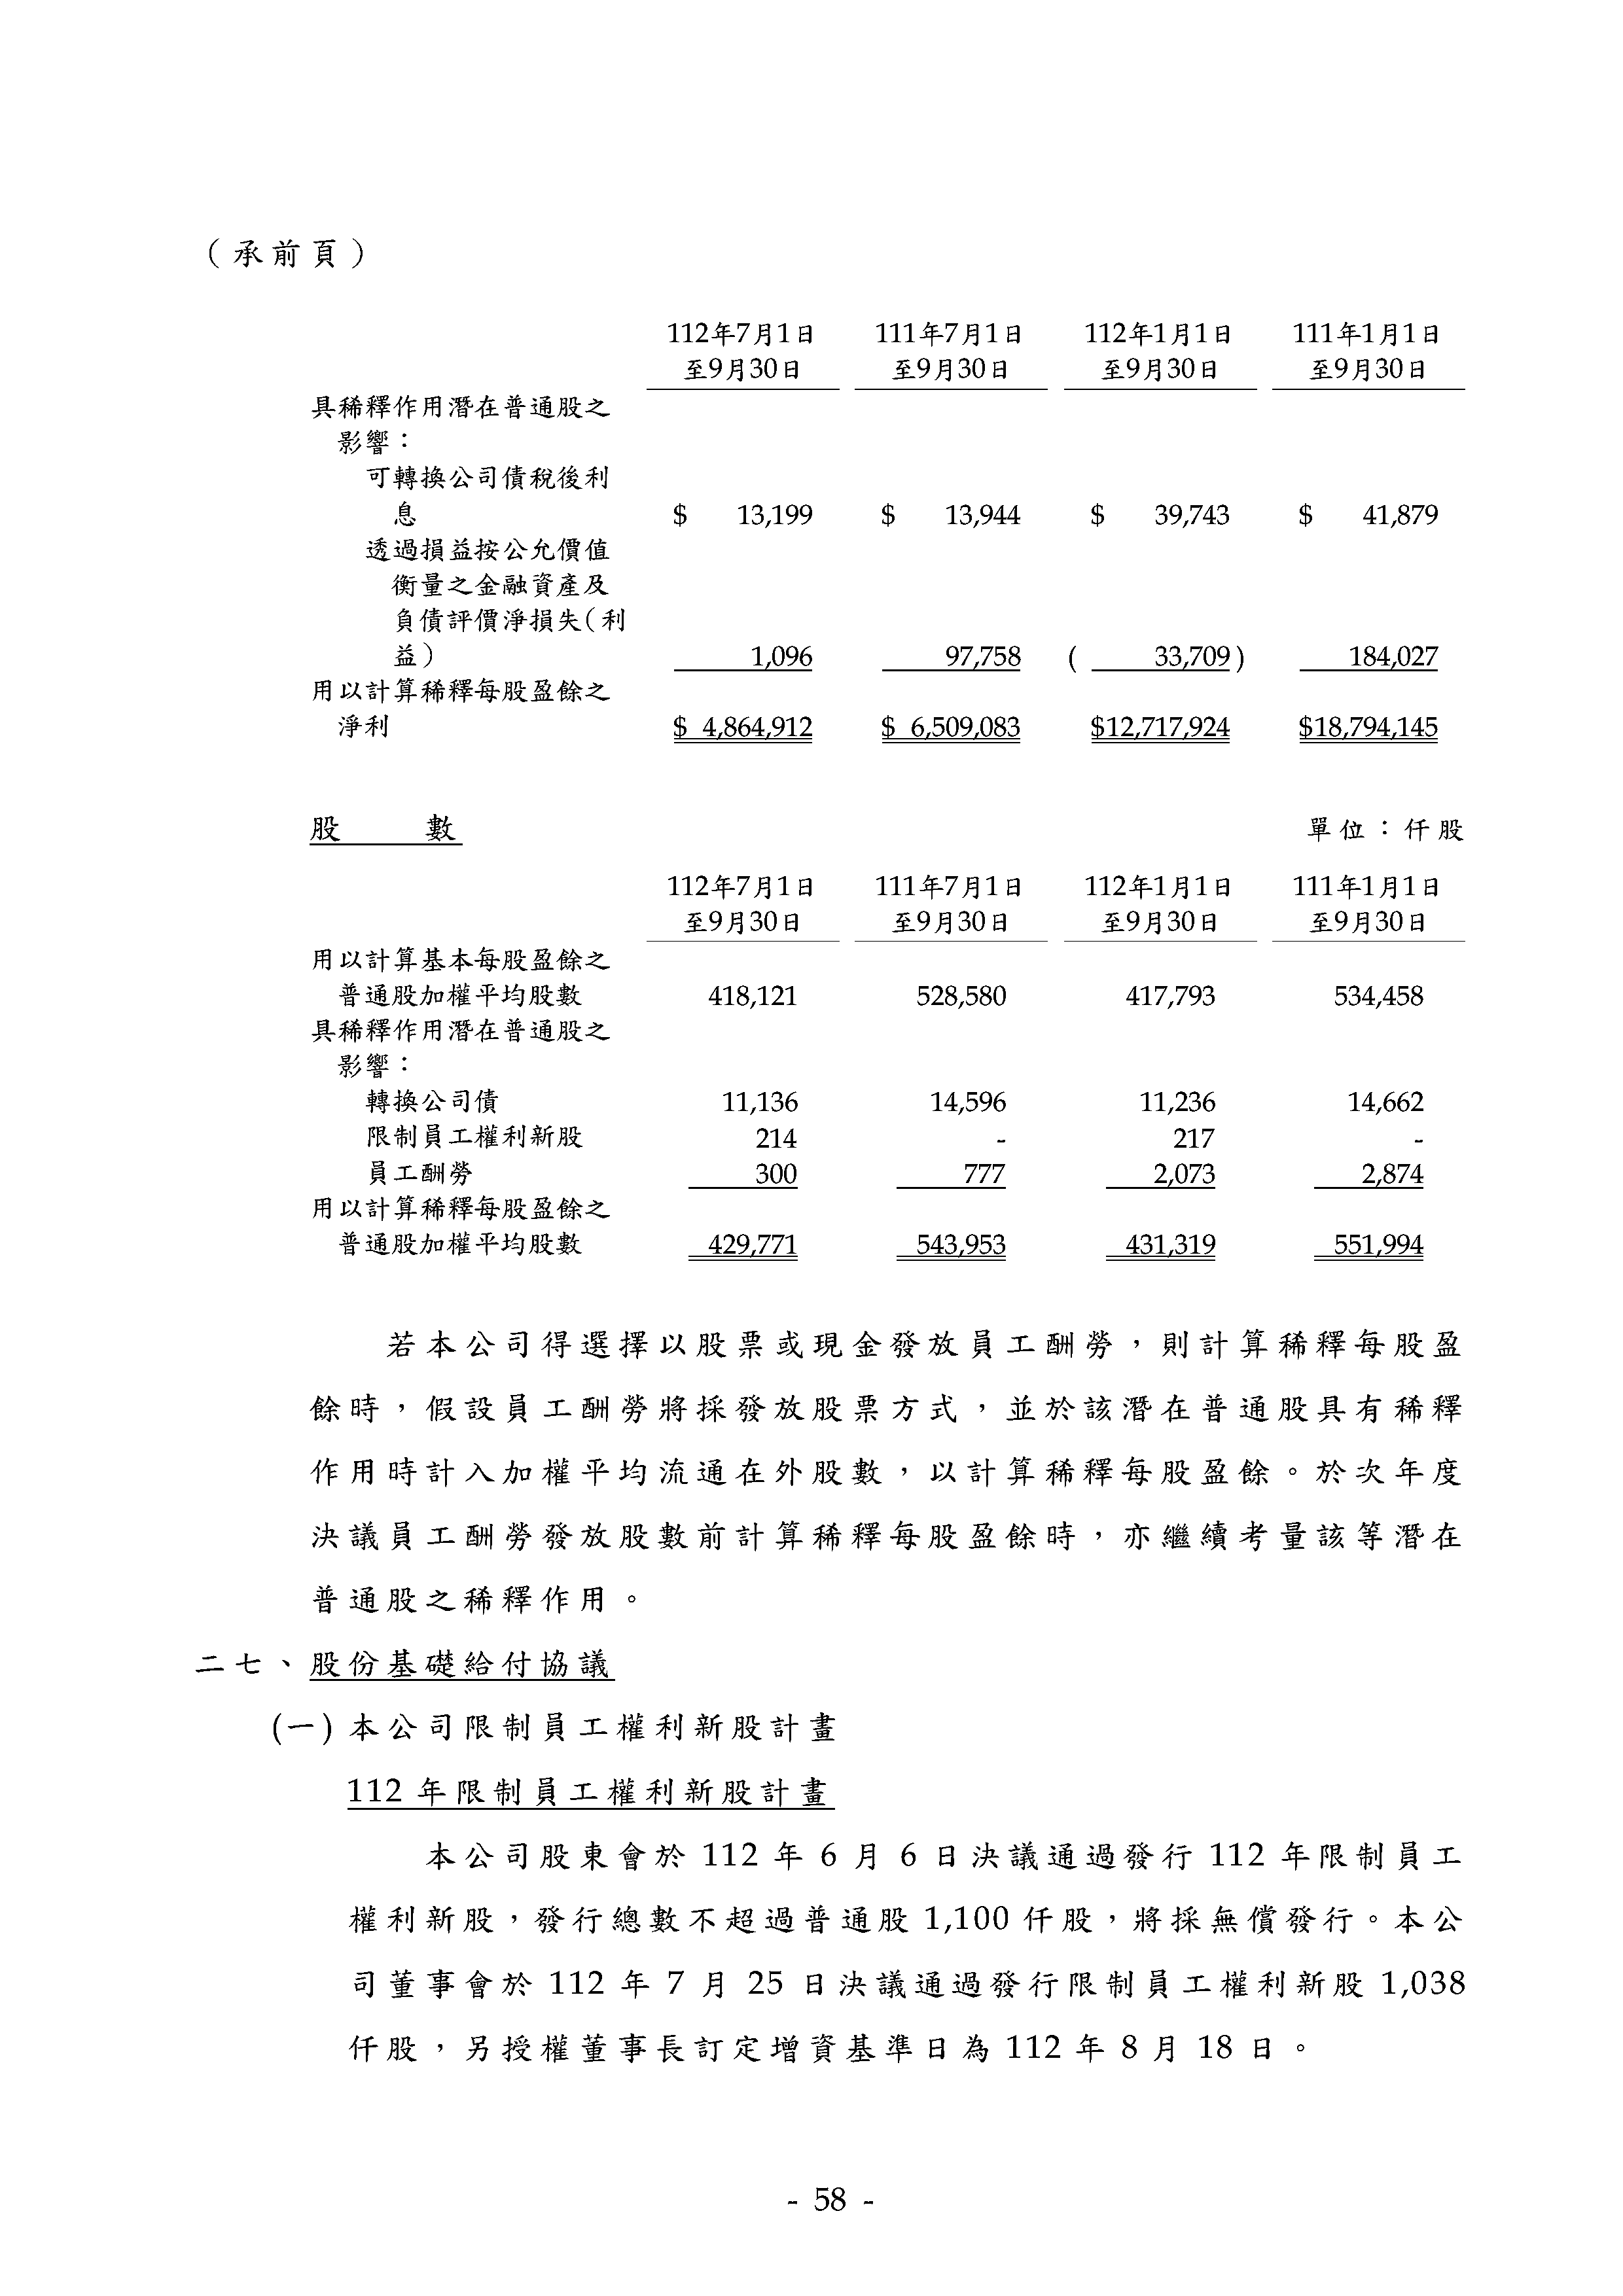 （承前頁）
112年7月1日 111年7月1日 112年1月1日 111年1月1日
至9月30日 至9月30日 至9月30日 至9月30日
具稀釋作用潛在普通股之
影響：
可轉換公司債稅後利
息 $ 13,199 $ 13,944 $ 39,743 $ 41,879
透過損益按公允價值
衡量之金融資產及
負債評價淨損失（利
益） 1,096 97,758 ( 33,709) 184,027
用以計算稀釋每股盈餘之
淨利 $ 4,864,912 $ 6,509,083 $12,717,924 $18,794,145
股 數 單位：仟股
112年7月1日 111年7月1日 112年1月1日 111年1月1日
至9月30日 至9月30日 至9月30日 至9月30日
用以計算基本每股盈餘之
普通股加權平均股數 418,121 528,580 417,793 534,458
具稀釋作用潛在普通股之
影響：
轉換公司債 11,136 14,596 11,236 14,662
限制員工權利新股 214 - 217 -
員工酬勞 300 777 2,073 2,874
用以計算稀釋每股盈餘之
普通股加權平均股數 429,771 543,953 431,319 551,994
若本公司得選擇以股票或現金發放員工酬勞，則計算稀釋每股盈
餘時，假設員工酬勞將採發放股票方式，並於該潛在普通股具有稀釋
作用時計入加權平均流通在外股數，以計算稀釋每股盈餘。於次年度
決議員工酬勞發放股數前計算稀釋每股盈餘時，亦繼續考量該等潛在
普通股之稀釋作用。
二七、股份基礎給付協議
(一) 本公司限制員工權利新股計畫
112 年限制員工權利新股計畫
本公司股東會於 112 年 6 月 6 日決議通過發行 112 年限制員工
權利新股，發行總數不超過普通股 1,100 仟股，將採無償發行。本公
司董事會於 112 年 7 月 25 日決議通過發行限制員工權利新股 1,038
仟股，另授權董事長訂定增資基準日為 112 年 8 月 18 日。
- 58 -